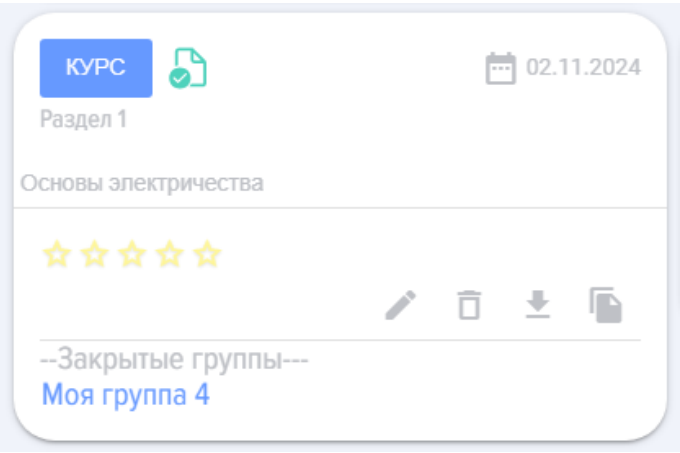 КУРС
02.11.2024
Раздел 1
Основы электричества
--Закрытые группы---
Моя группа 4